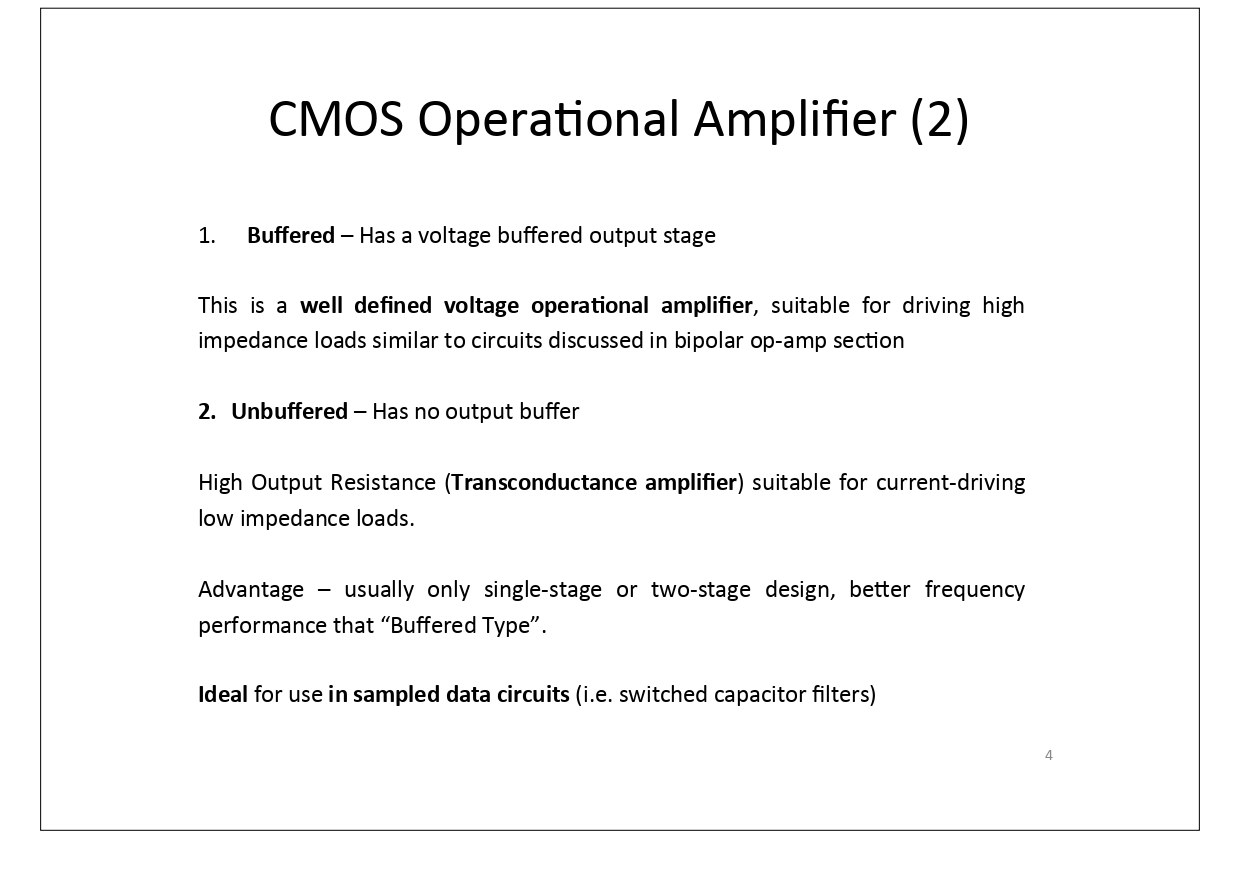 CMOS Operational Amplifier (2)
1. Buffered – Has a voltage buffered output stage
This is a well defined voltage operational amplifier, suitable for driving high
impedance loads similar to circuits discussed in bipolar op-amp section
2. Unbuffered – Has no output buffer
High Output Resistance (Transconductance amplifier) suitable for current-driving
low impedance loads.
Advantage – usually only single-stage or two-stage design, better frequency
performance that “Buffered Type”.
Ideal for use in sampled data circuits (i.e. switched capacitor filters)
4